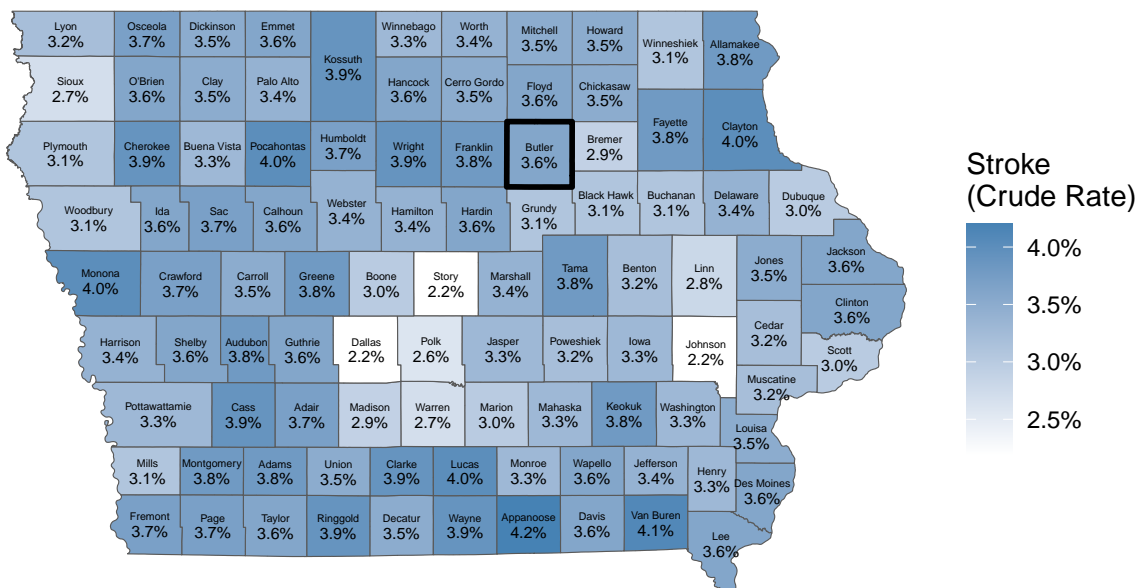 Lyon
3.2%
Osceola
3.7%
Dickinson
3.5%
Emmet
3.6%
Kossuth
3.9%
Winnebago
3.3%
Worth
3.4%
Mitchell
3.5%
Howard
3.5%
Winneshiek
3.1%
Allamakee
3.8%
Sioux
2.7%
O'Brien
3.6%
Clay
3.5%
Palo Alto
3.4%
Hancock
3.6%
Cerro Gordo
3.5%
Floyd
3.6%
Chickasaw
3.5%
Plymouth
3.1%
Cherokee
3.9%
Buena Vista
3.3%
Pocahontas
4.0%
Humboldt
3.7%
Wright
3.9%
Franklin
3.8%
Butler
3.6%
Bremer
2.9%
Fayette
3.8%
Clayton
4.0%
Woodbury
3.1%
Ida
3.6%
Sac
3.7%
Calhoun
3.6%
Webster
3.4%
Hamilton
3.4%
Hardin
3.6%
Grundy
3.1%
Black Hawk
3.1%
Buchanan
3.1%
Delaware
3.4%
Dubuque
3.0%
Monona
4.0%
Crawford
3.7%
Carroll
3.5%
Greene
3.8%
Boone
3.0%
Story
2.2%
Marshall
3.4%
Tama
3.8%
Benton
3.2%
Linn
2.8%
Jones
3.5%
Jackson
3.6%
Clinton
3.6%
Harrison
3.4%
Shelby
3.6%
Audubon
3.8%
Guthrie
3.6%
Dallas
2.2%
Polk
2.6%
Jasper
3.3%
Poweshiek
3.2%
Iowa
3.3%
Johnson
2.2%
Cedar
3.2%
Scott
3.0%
Muscatine
3.2%
Pottawattamie
3.3%
Cass
3.9%
Adair
3.7%
Madison
2.9%
Warren
2.7%
Marion
3.0%
Mahaska
3.3%
Keokuk
3.8%
Washington
3.3%
Louisa
3.5%
Mills
3.1%
Montgomery
3.8%
Adams
3.8%
Union
3.5%
Clarke
3.9%
Lucas
4.0%
Monroe
3.3%
Wapello
3.6%
Jefferson
3.4%
Henry
3.3%
Des Moines
3.6%
Fremont
3.7%
Page
3.7%
Taylor
3.6%
Ringgold
3.9%
Decatur
3.5%
Wayne
3.9%
Appanoose
4.2%
Davis
3.6%
Van Buren
4.1%
Lee
3.6%
Stroke
(Crude Rate)
4.0%
3.5%
3.0%
2.5%